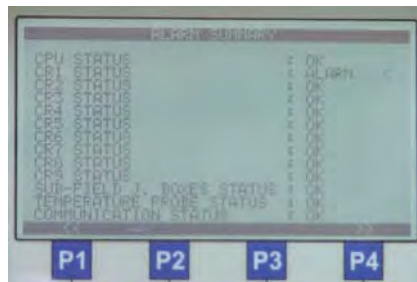 ALARM SUMMARY
CPU STATUS : OK
CR1 STATUS : ALARM <
CR2 STATUS : OK
CR3 STATUS : OK
CR4 STATUS : OK
CR5 STATUS : OK
CR6 STATUS : OK
CR7 STATUS : OK
CR8 STATUS : OK
CR9 STATUS : OK
SUB-FIELD J. BOXES STATUS : OK
TEMPERATURE PROBE STATUS : OK
COMMUNICATION STATUS : OK
<< >>
P1 P2 P3 P4